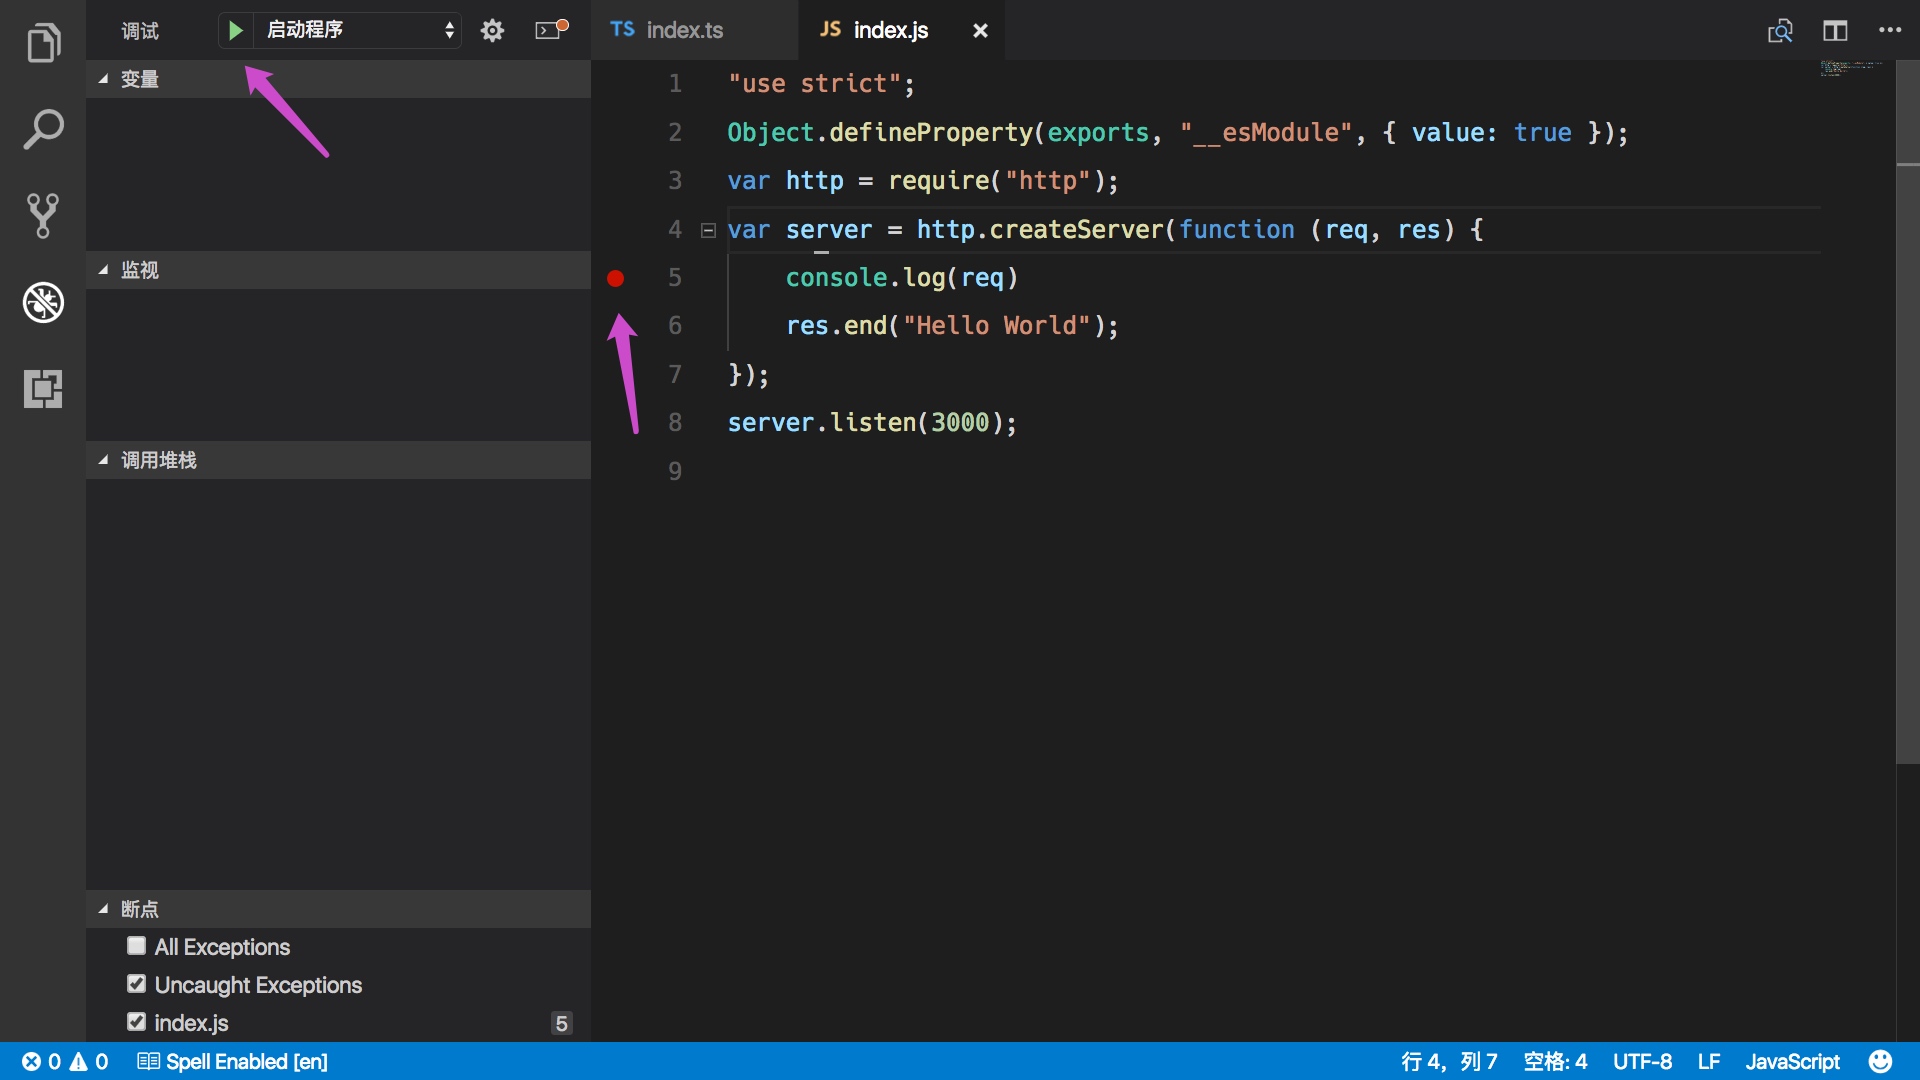 调试
启动程序
TS index.ts
JS index.js
变量
监视
调用堆栈
断点
All Exceptions
Uncaught Exceptions
index.js 5
1 "use strict";
2 Object.defineProperty(exports, "__esModule", { value: true });
3 var http = require("http");
4 var server = http.createServer(function (req, res) {
5 console.log(req)
6 res.end("Hello World");
7 });
8 server.listen(3000);
9
0 0 Spell Enabled [en]
行 4，列 7 空格: 4 UTF-8 LF JavaScript